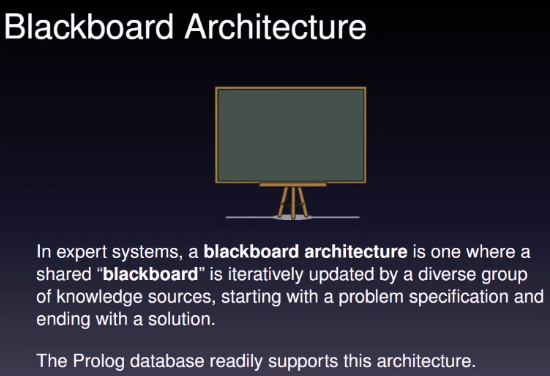 Blackboard Architecture
In expert systems, a blackboard architecture is one where a
shared “blackboard” is iteratively updated by a diverse group
of knowledge sources, starting with a problem specification and
ending with a solution.
The Prolog database readily supports this architecture.